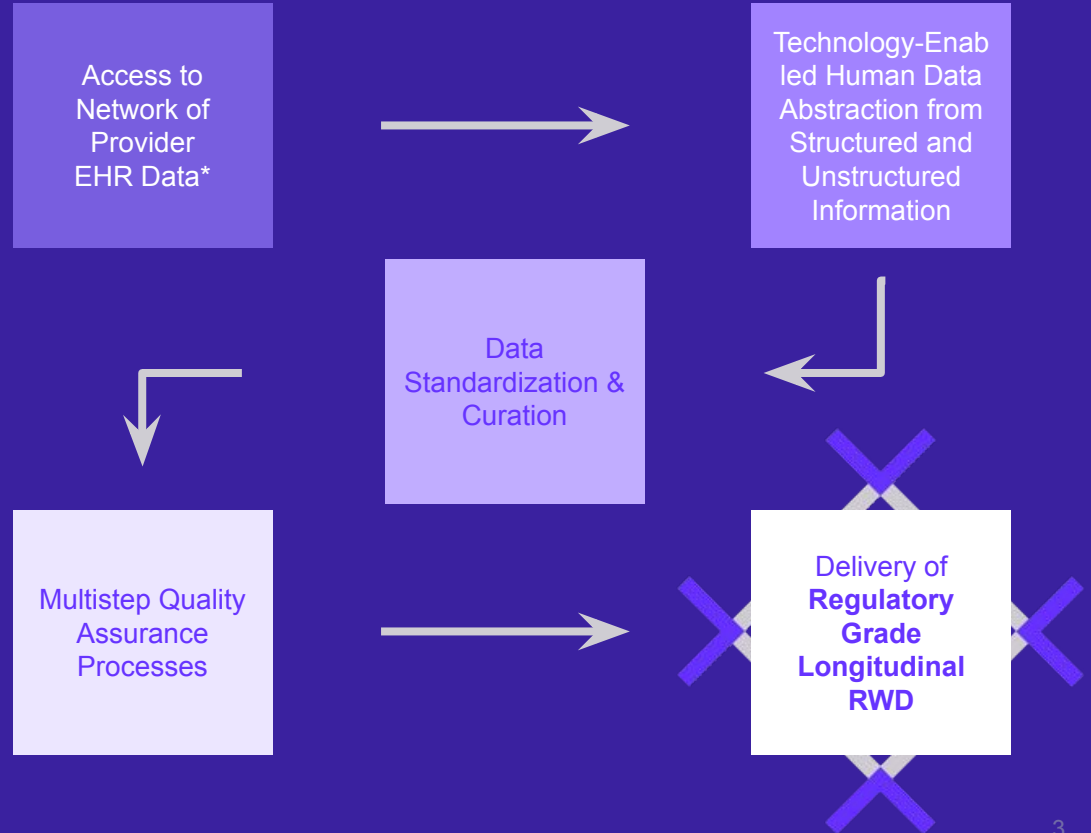 Access to
Network of
Provider
EHR Data*
Technology-Enab
led Human Data
Abstraction from
Structured and
Unstructured
Information
Data
Standardization &
Curation
Multistep Quality
Assurance
Processes
Delivery of
Regulatory
Grade
Longitudinal
RWD
3